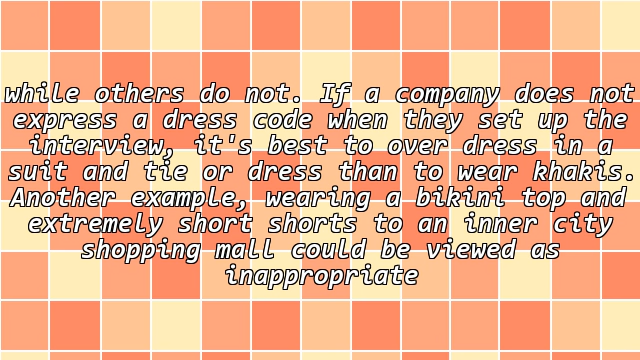 while others do not. If a company does not
express a dress code when they set up the
interview, it's best to over dress in a
suit and tie or dress than to wear khakis.
Another example, wearing a bikini top and
extremely short shorts to an inner city
shopping mall could be viewed as
inappropriate